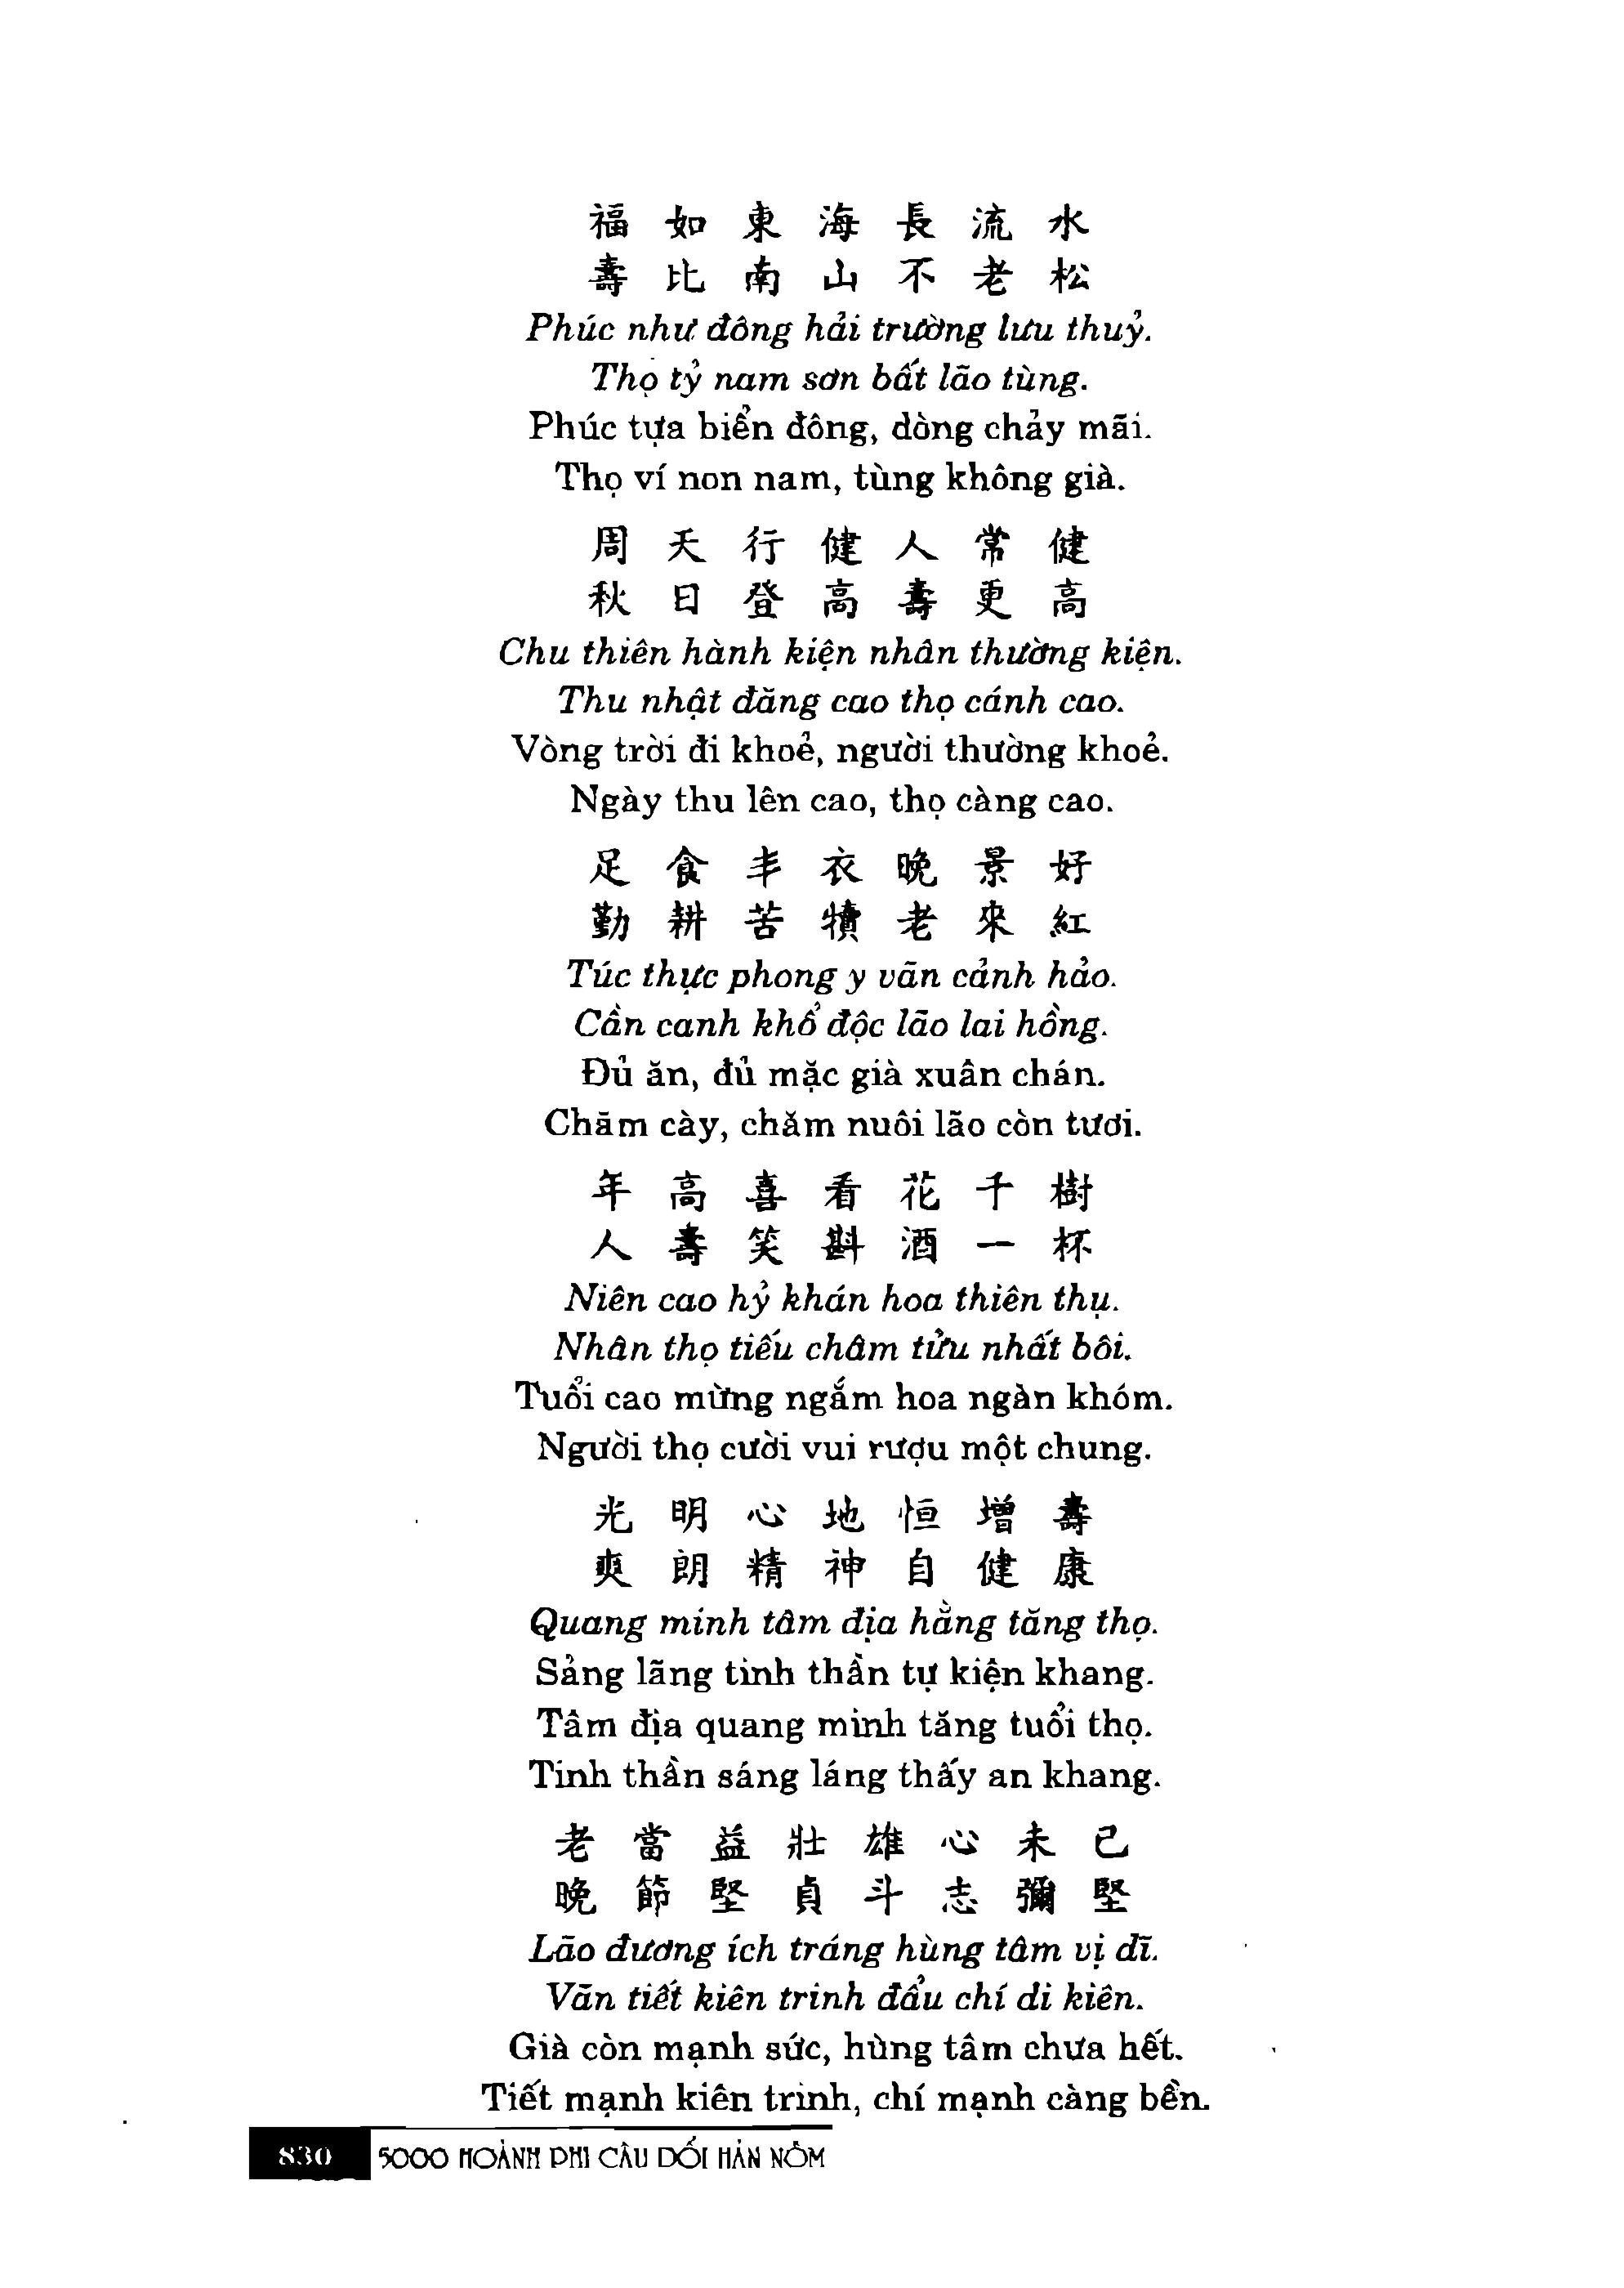 福如東海長流水
壽比南山不老松
Phúc như đông hải trường lưu thuỷ.
Thọ tỷ nam sơn bất lão tùng.
Phúc tựa biển đông, dòng chảy mãi.
Thọ ví non nam, tùng không già.
周天行健人常健
秋日登高壽更高
Chu thiên hành kiện nhân thường kiện.
Thu nhật đăng cao thọ cánh cao.
Vòng trời đi khoẻ, người thường khoẻ.
Ngày thu lên cao, thọ càng cao.
足食丰衣晚景好
勤耕苦犢老來紅
Túc thực phong y vãn cảnh hảo.
Cần canh khổ độc lão lai hồng.
Đủ ăn, đủ mặc già xuân chán.
Chăm cày, chăm nuôi lão còn tươi.
年高喜看花千樹
人壽笑斟酒一杯
Niên cao hỷ khán hoa thiên thụ.
Nhân thọ tiếu châm tửu nhất bôi.
Tuổi cao mừng ngắm hoa ngàn khóm.
Người thọ cười vui rượu một chung.
光明心地恒增壽
爽朗精神自健康
Quang minh tâm địa hằng tăng thọ.
Sảng lãng tinh thần tự kiện khang.
Tâm địa quang minh tăng tuổi thọ.
Tinh thần sáng láng thấy an khang.
老當益壯雄心未已
晚節堅貞斗志彌堅
Lão đương ích tráng hùng tâm vị dĩ.
Vãn tiết kiên trinh đẩu chí di kiên.
Già còn mạnh sức, hùng tâm chưa hết.
Tiết mạnh kiên trinh, chí mạnh càng bền.
830 5000 HOÀNH PHI CÂU DỐI HÁN NÔM